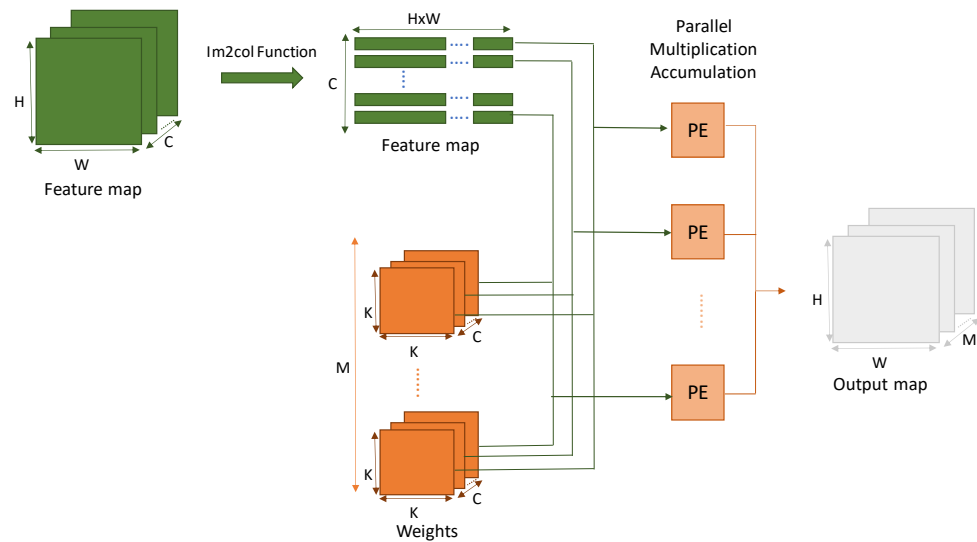 H
W
C
Feature map
Im2col Function
HxW
C
Feature map
Parallel
Multiplication
Accumulation
PE
PE
PE
M
K
K
C
K
K
C
Weights
H
W
M
Output map